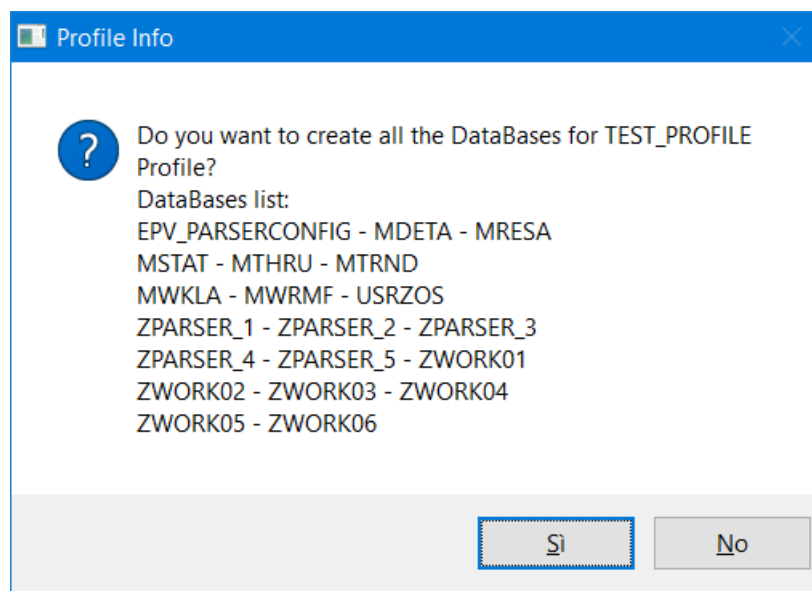 Profile Info
Do you want to create all the DataBases for TEST_PROFILE
Profile?
DataBases list:
EPV_PARSERCONFIG - MDETA - MRESA
MSTAT - MTHRU - MTRND
MWKLA - MWRMF - USRZOS
ZPARSER_1 - ZPARSER_2 - ZPARSER_3
ZPARSER_4 - ZPARSER_5 - ZWORK01
ZWORK02 - ZWORK03 - ZWORK04
ZWORK05 - ZWORK06
Sì
No